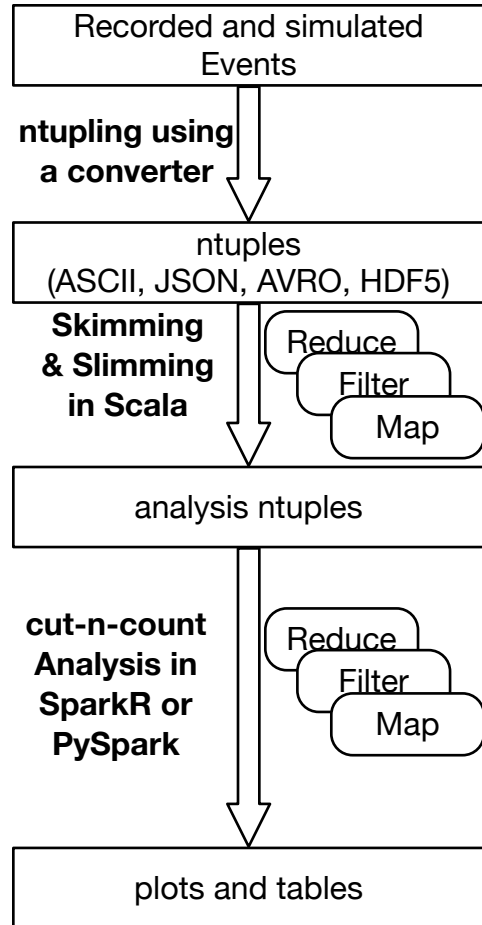 Recorded and simulated
Events
ntupling using
a converter
ntuples
(ASCII, JSON, AVRO, HDF5)
Skimming
& Slimming
in Scala
Reduce
Filter
Map
analysis ntuples
cut-n-count
Analysis in
SparkR or
PySpark
Reduce
Filter
Map
plots and tables